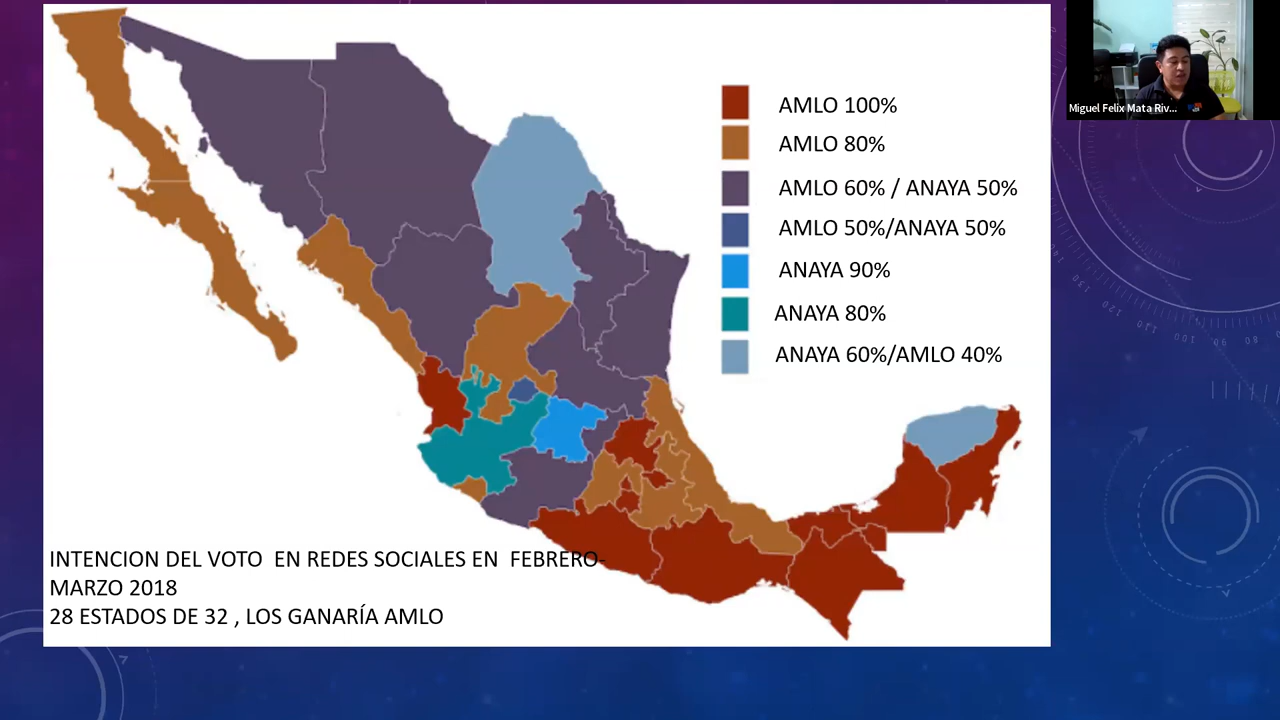 Miguel Felix Mata Riv...
AMLO 100%
AMLO 80%
AMLO 60% / ANAYA 50%
AMLO 50%/ANAYA 50%
ANAYA 90%
ANAYA 80%
ANAYA 60%/AMLO 40%
INTENCION DEL VOTO EN REDES SOCIALES EN FEBRERO-
MARZO 2018
28 ESTADOS DE 32 , LOS GANARÍA AMLO